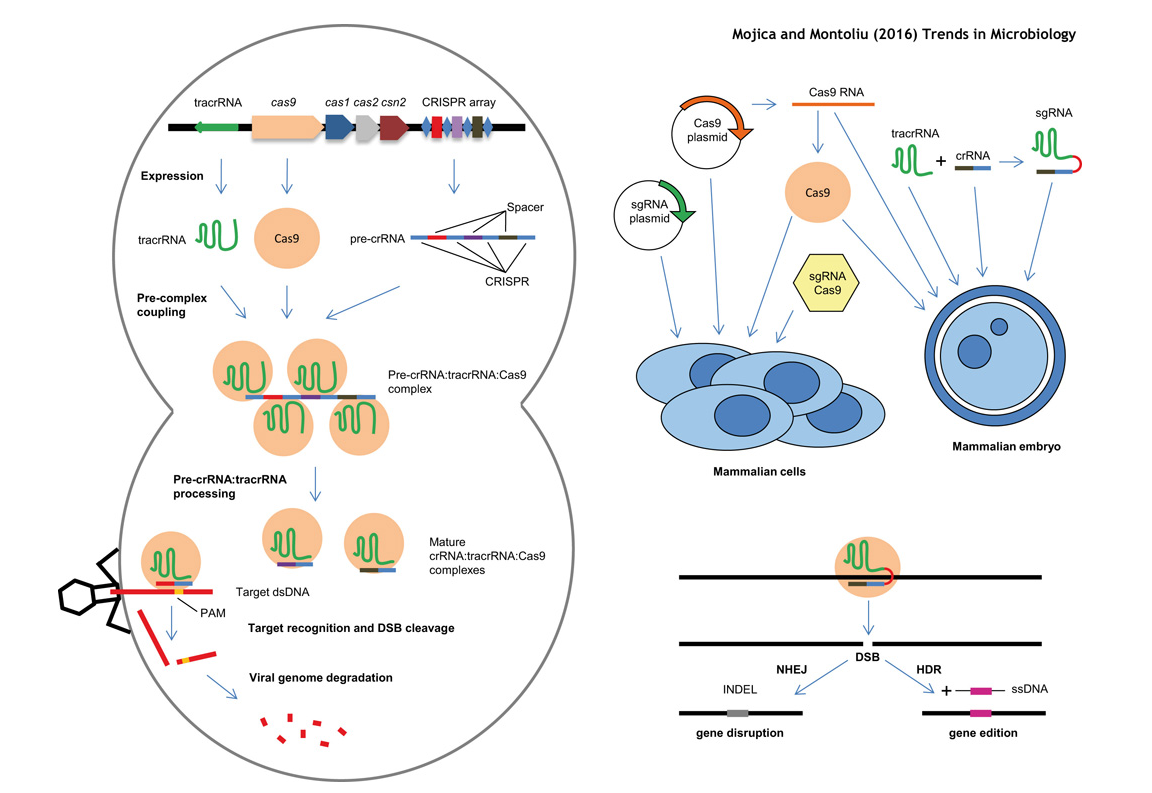 Mojica and Montoliu (2016) Trends in Microbiology
tracrRNA
cas9
cas1 cas2 csn2
CRISPR array
Expression
tracrRNA
Cas9
pre-crRNA
Spacer
CRISPR
Pre-complex
coupling
Pre-crRNA:tracrRNA:Cas9
complex
Pre-crRNA:tracrRNA
processing
Mature
crRNA:tracrRNA:Cas9
complexes
Target dsDNA
PAM
Target recognition and DSB cleavage
Viral genome degradation
Cas9
plasmid
Cas9 RNA
sgRNA
plasmid
Cas9
tracrRNA
+
crRNA
sgRNA
sgRNA
Cas9
Mammalian cells
Mammalian embryo
DSB
NHEJ
HDR
INDEL
+
ssDNA
gene disruption
gene edition